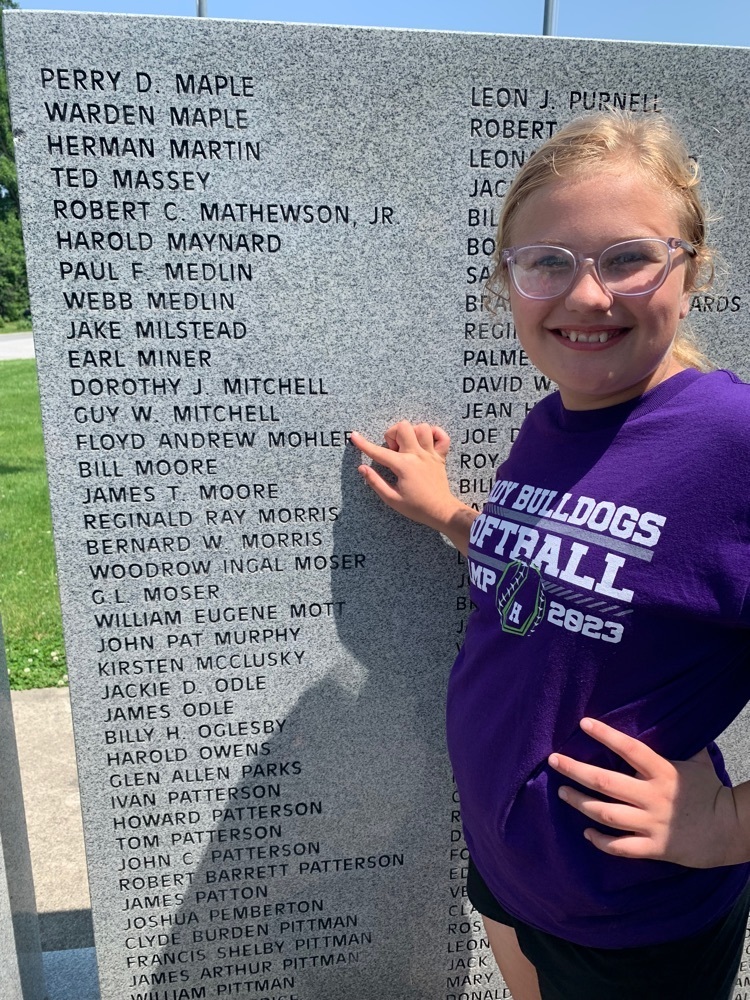 PERRY D. MAPLE
WARDEN MAPLE
HERMAN MARTIN
TED MASSEY
ROBERT C. MATHEWSON, JR
HAROLD MAYNARD
PAUL F. MEDLIN
WEBB MEDLIN
JAKE MILSTEAD
EARL MINER
DOROTHY J. MITCHELL
GUY W. MITCHELL
FLOYD ANDREW MOHLER
BILL MOORE
JAMES T. MOORE
REGINALD RAY MORRIS
BERNARD W. MORRIS
WOODROW INGAL MOSER
G.L. MOSER
WILLIAM EUGENE MOTT
JOHN PAT MURPHY
KIRSTEN MCCLUSKY
JACKIE D. ODLE
JAMES ODLE
BILLY H. OGLESBY
HAROLD OWENS
GLEN ALLEN PARKS
IVAN PATTERSON
HOWARD PATTERSON
TOM PATTERSON
JOHN C. PATTERSON
ROBERT BARRETT PATTERSON
JAMES PATTON
JOSHUA PEMBERTON
CLYDE BURDEN PITTMAN
FRANCIS SHELBY PITTMAN
JAMES ARTHUR PITTMAN
WILLIAM PITTMAN
LEON J. PURNELL
ROBERT
LEON
DAVID W
JEAN H
JOE D
ROY
LEON
JACK
MARY
DONALD
BULLDOGS
SOFTBALL
H 2023